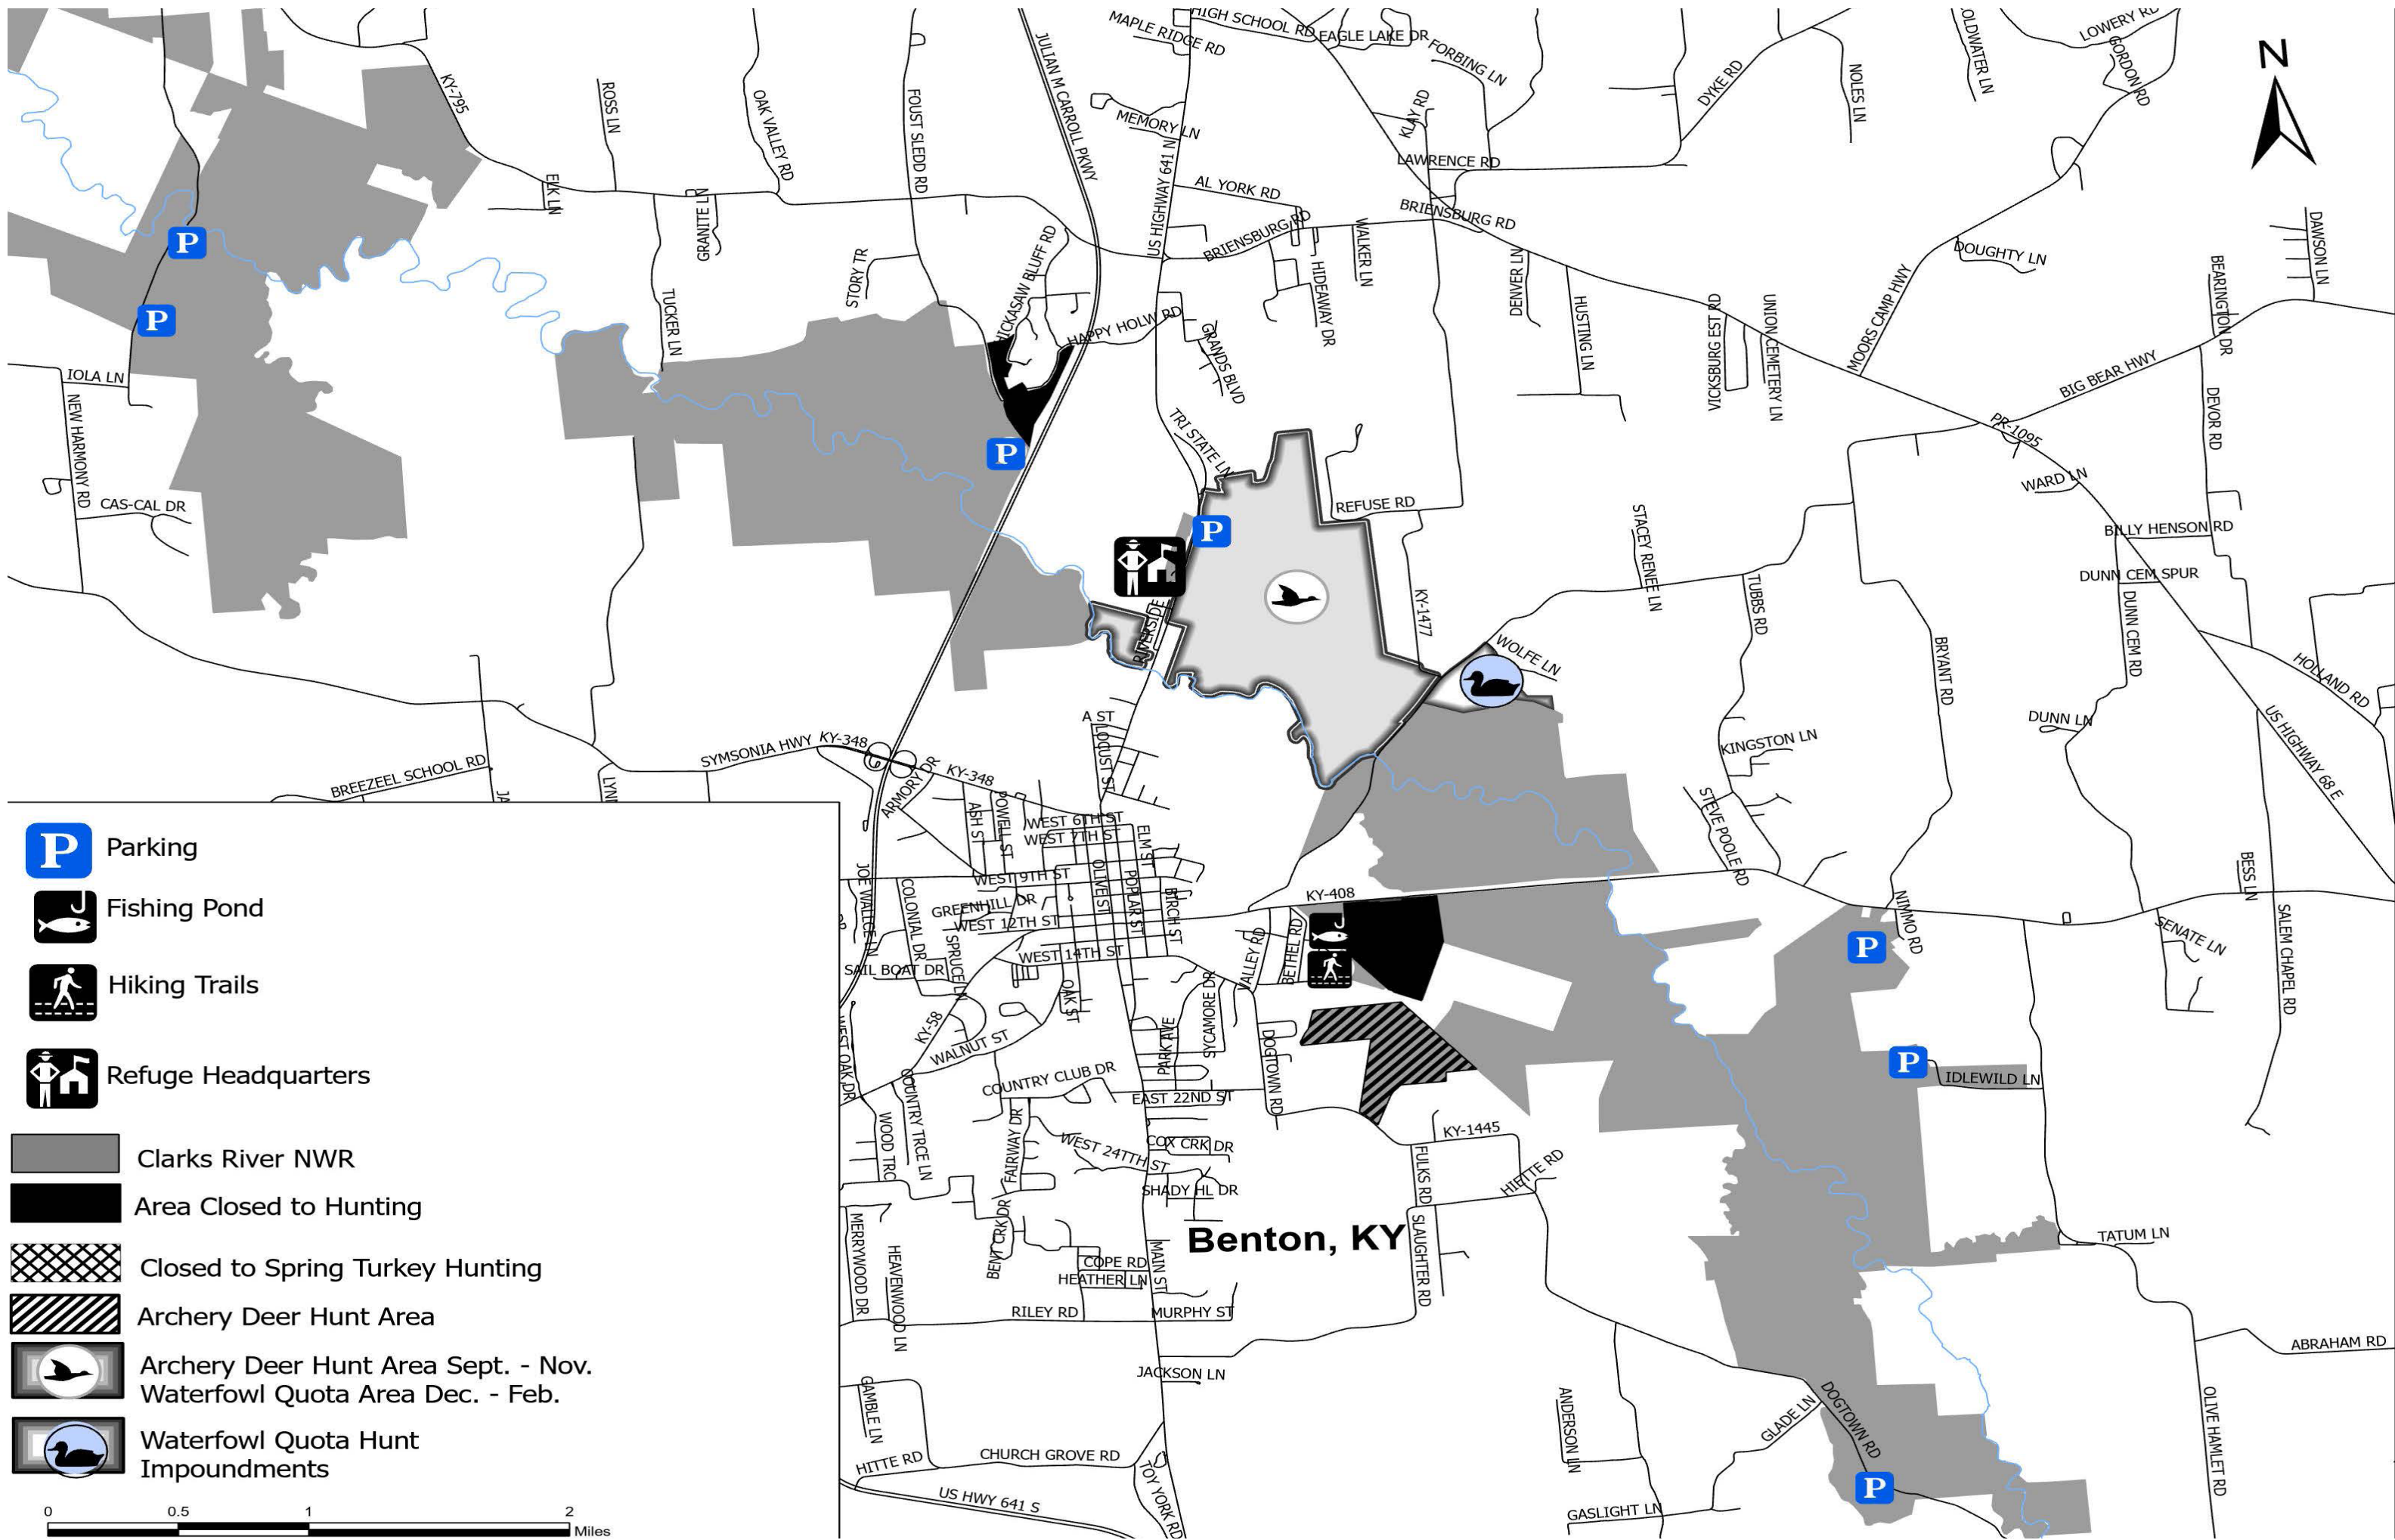 MAPLE RIDGE RD
HIGH SCHOOL RD
EAGLE LAKE DR
FORBING LN
OLDWATER LN
LOWERY RD
GORDON RD
N
KY-795
ROSS LN
OAK VALLEY RD
FOUST SLEDD RD
JULIAN M CARROLL PKWY
MEMORY LN
US HIGHWAY 641 N
KLAY RD
DYKE RD
NOLES LN
LAWRENCE RD
ELK LN
GRANITE LN
AL YORK RD
BRIENSBURG RD
BRIENSBURG RD
WALKER LN
HIDEAWAY DR
STORY TR
HICKASAW BLUFF RD
TUCKER LN
HAPPY HOLW RD
GRANDS BLVD
DENVER LN
HUSTING LN
VICKSBURG EST RD
UNION CEMETERY LN
MOORS CAMP HWY
DOUGHTY LN
DAWSON LN
BEARINGTON DR
BIG BEAR HWY
DEVOR RD
PR-1095
WARD LN
P
P
IOLA LN
NEW HARMONY RD
CAS-CAL DR
P
TRI STATE LN
P
REFUSE RD
STACEY RENEE LN
BILLY HENSON RD
DUNN CEM SPUR
DUNN CEM RD
RIVERSIDE
KY-1477
WOLFE LN
TUBBS RD
BRYANT RD
HOLLAND RD
DUNN LN
US HIGHWAY 68 E
KINGSTON LN
STEVE POOLE RD
A ST
LOCUST ST
SYMSONIA HWY
KY-348
BREEZEEL SCHOOL RD
JA
LYN
ARMORY DR
KY-348
ASH ST
POWELL ST
WEST 6TH ST
WEST 7TH ST
ELM ST
WEST 9TH ST
OLIVE ST
POPLAR ST
BIRCH ST
JOE WALLCE LN
COLONIAL DR
GREENHILL DR
WEST 12TH ST
SPRUCE LN
WEST 14TH ST
SAIL BOAT DR
OAK ST
KY-408
VALLEY RD
BETHEL RD
NIMMO RD
P
BESS LN
SENATE LN
SALEM CHAPEL RD
KY-58
WALNUT ST
PARK AVE
SYCAMORE DR
DOGTOWN RD
WEST OAK DR
COUNTRY TRCE LN
COUNTRY CLUB DR
EAST 22ND ST
P
IDLEWILD LN
WOOD TRC
FAIRWAY DR
WEST 24TTH ST
COX CRK DR
SHADY HL DR
KY-1445
FULKS RD
HIETTE RD
MERRYWOOD DR
HEAVENWOOD LN
BENT CRK DR
COPE RD
HEATHER LN
MAIN ST
Benton, KY
SLAUGHTER RD
TATUM LN
RILEY RD
MURPHY ST
JACKSON LN
ABRAHAM RD
OLIVE HAMLET RD
GAMBLE LN
HITTE RD
CHURCH GROVE RD
TOY YORK RD
US HWY 641 S
ANDERSON LN
GLADE LN
DOGTOWN RD
P
GASLIGHT LN
P Parking
Fishing Pond
Hiking Trails
Refuge Headquarters
Clarks River NWR
Area Closed to Hunting
Closed to Spring Turkey Hunting
Archery Deer Hunt Area
Archery Deer Hunt Area Sept. - Nov.
Waterfowl Quota Area Dec. - Feb.
Waterfowl Quota Hunt
Impoundments
0 0.5 1 2
Miles